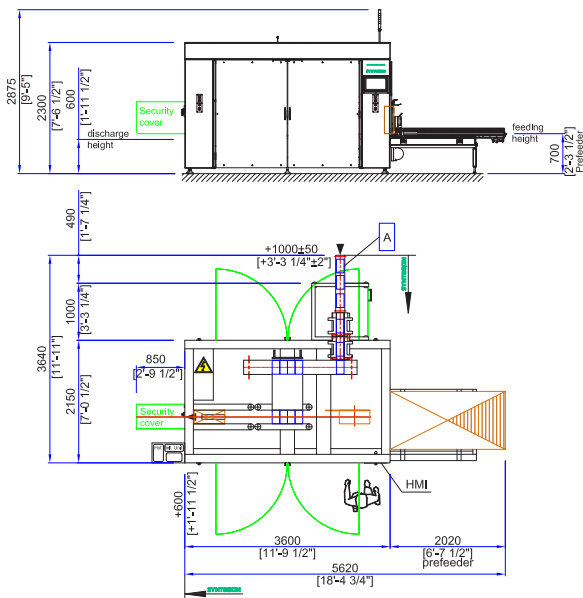 2875
[9'-5"]
2300
[7'-6 1/2"]
600
[1'-11 1/2"]
Security
cover
discharge
height
feeding
height
700
[2'-3 1/2"]
Prefeeder
490
[1'-7 1/4"]
+1000±50
[+3'-3 1/4"±2"]
A
1000
[3'-3 1/4"]
3640
[11'-11"]
850
[2'-9 1/2"]
2150
[7'-0 1/2"]
Security
cover
HMI
+600
[+1'-11 1/2"]
3600
[11'-9 1/2"]
2020
[6'-7 1/2"]
prefeeder
5620
[18'-4 3/4"]